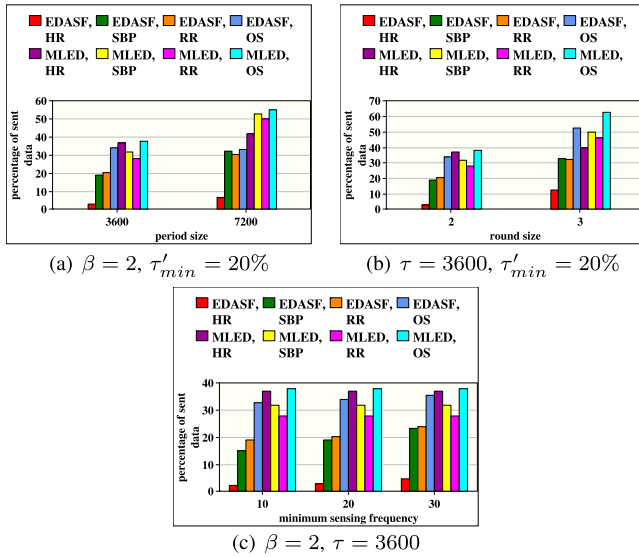 EDASF, HR EDASF, SBP EDASF, RR EDASF, OS
MLED, HR MLED, SBP MLED, RR MLED, OS
percentage of sent data
60
50
40
30
20
10
0
3600 7200
period size
(a) β = 2, τ′min = 20%
EDASF, HR EDASF, SBP EDASF, RR EDASF, OS
MLED, HR MLED, SBP MLED, RR MLED, OS
percentage of sent data
70
60
50
40
30
20
10
0
2 3
round size
(b) τ = 3600, τ′min = 20%
EDASF, HR EDASF, SBP EDASF, RR EDASF, OS
MLED, HR MLED, SBP MLED, RR MLED, OS
percentage of sent data
40
30
20
10
0
10 20 30
minimum sensing frequency
(c) β = 2, τ = 3600